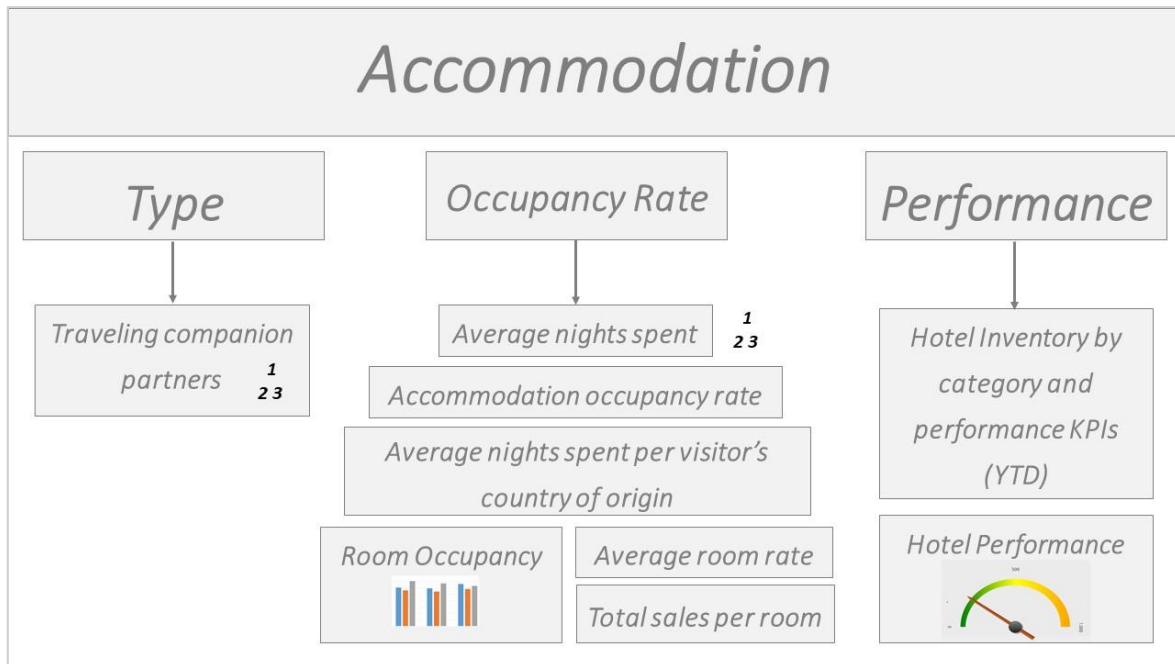 Accommodation
Type
Occupancy Rate
Performance
Traveling companion
partners
1
2 3
Average nights spent
1
2 3
Accommodation occupancy rate
Average nights spent per visitor’s
country of origin
Room Occupancy
Average room rate
Total sales per room
Hotel Inventory by
category and
performance KPIs
(YTD)
Hotel Performance